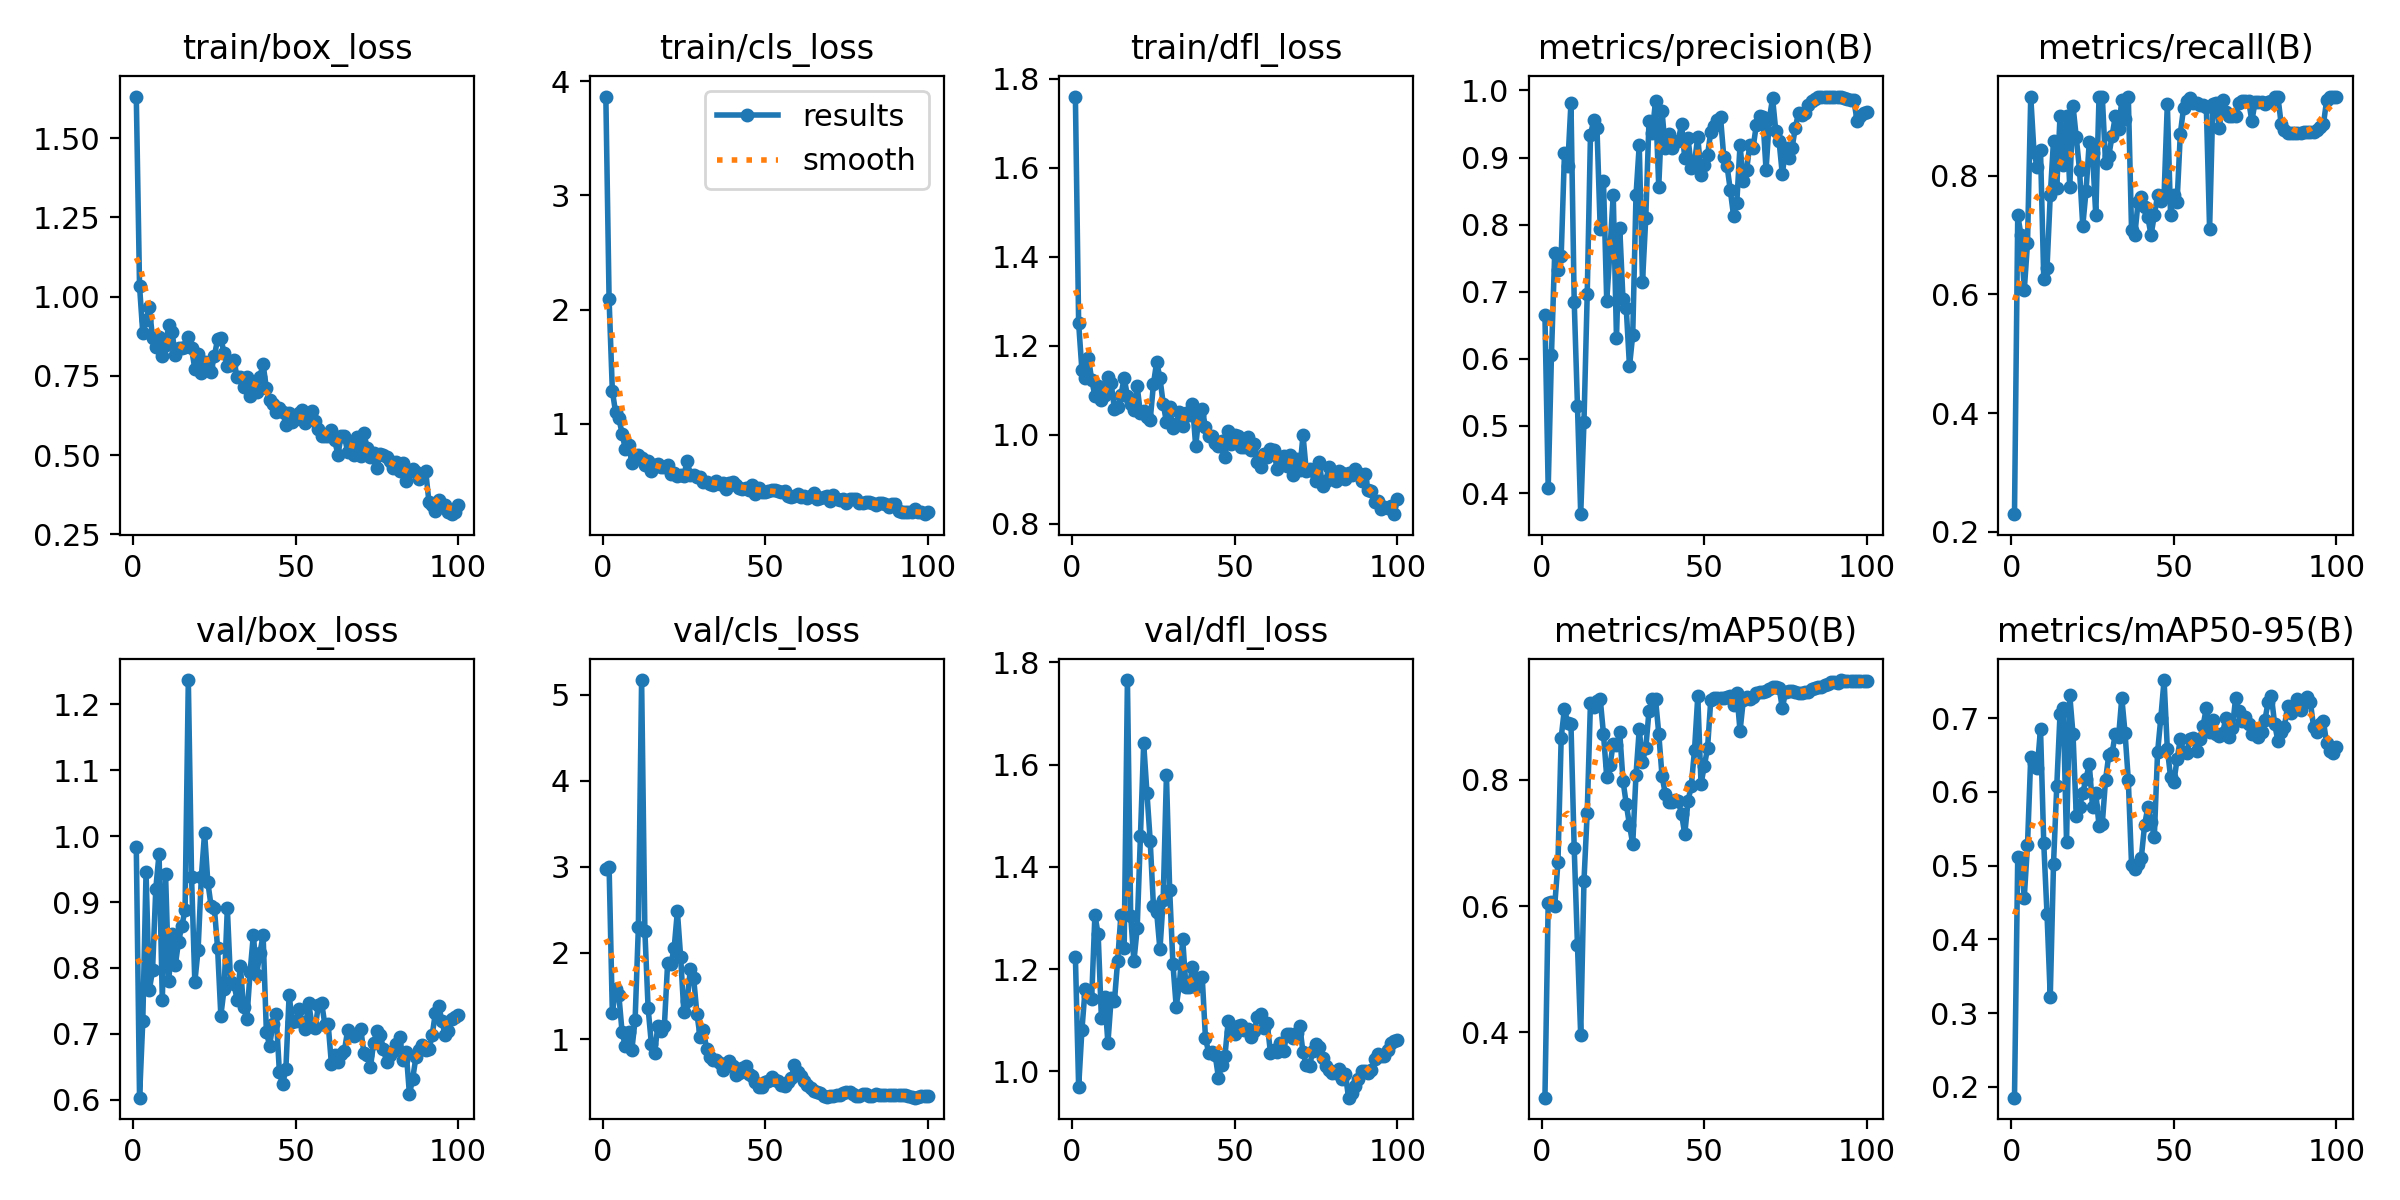 train/box_loss
1.50
1.25
1.00
0.75
0.50
0.25
0 50 100
train/cls_loss
results
smooth
4
3
2
1
0 50 100
train/dfl_loss
1.8
1.6
1.4
1.2
1.0
0.8
0 50 100
metrics/precision(B)
1.0
0.9
0.8
0.7
0.6
0.5
0.4
0 50 100
metrics/recall(B)
0.8
0.6
0.4
0.2
0 50 100
val/box_loss
1.2
1.1
1.0
0.9
0.8
0.7
0.6
0 50 100
val/cls_loss
5
4
3
2
1
0 50 100
val/dfl_loss
1.8
1.6
1.4
1.2
1.0
0 50 100
metrics/mAP50(B)
0.8
0.6
0.4
0 50 100
metrics/mAP50-95(B)
0.7
0.6
0.5
0.4
0.3
0.2
0 50 100